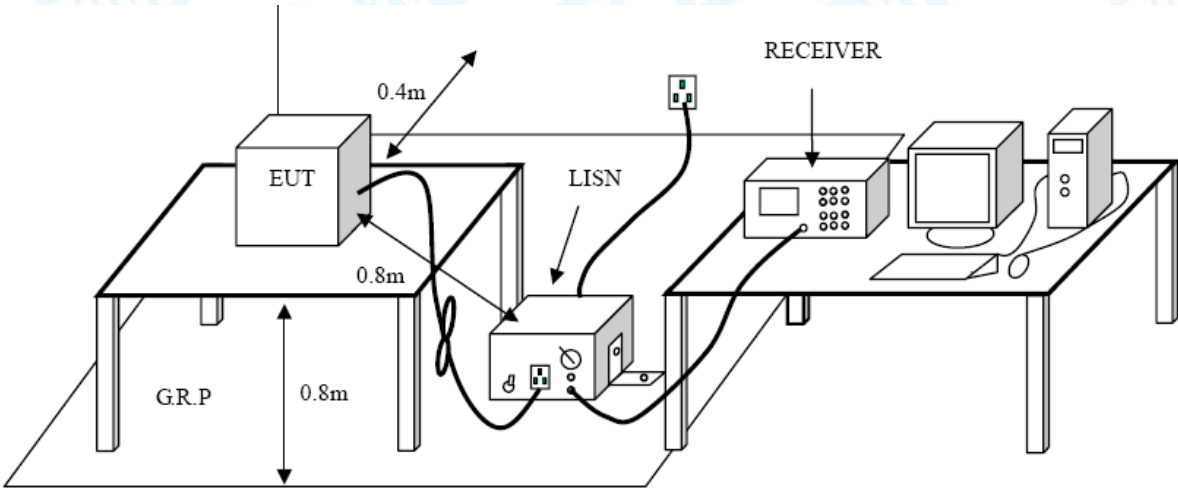 RECEIVER
0.4m
EUT
LISN
0.8m
G.R.P
0.8m